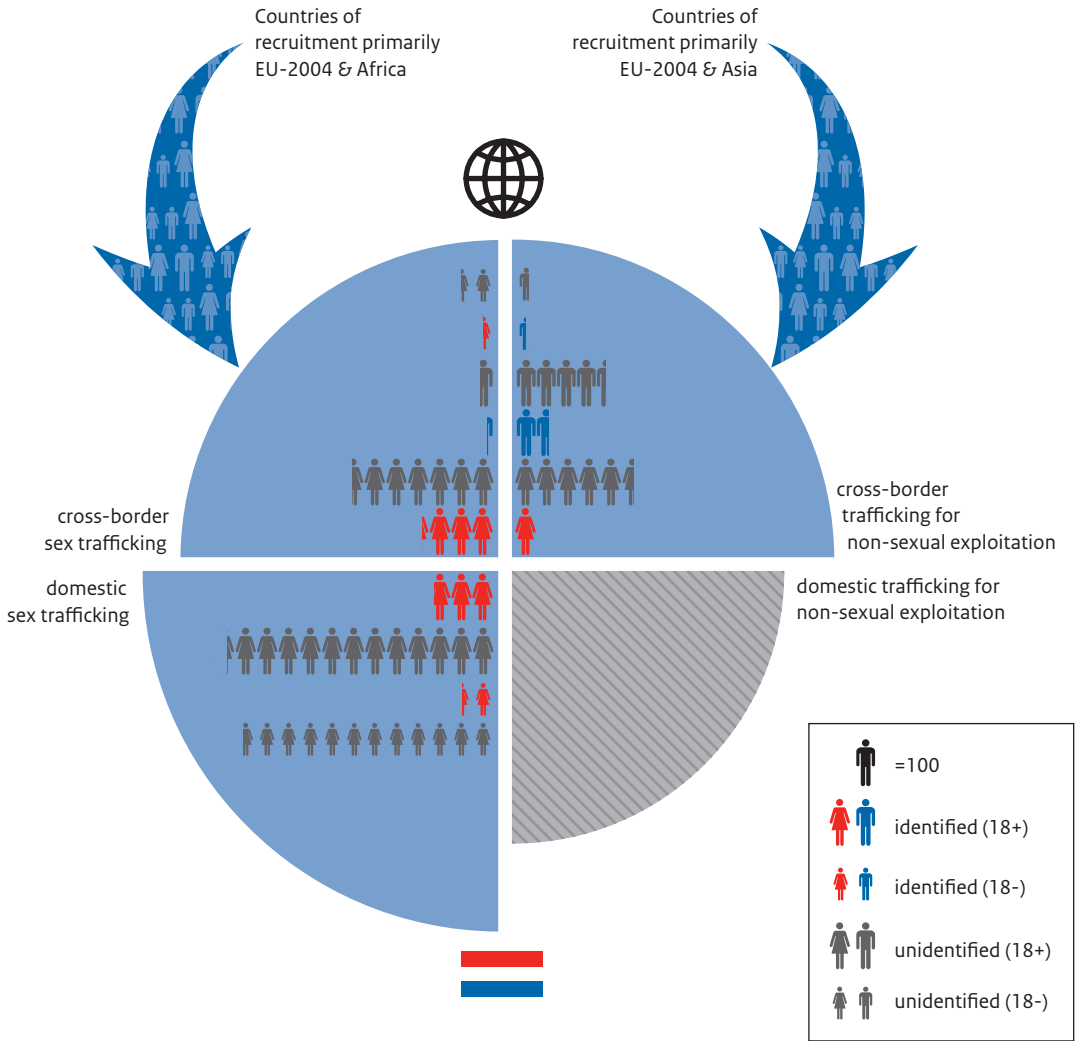 Countries of
recruitment primarily
EU-2004 & Africa
Countries of
recruitment primarily
EU-2004 & Asia
cross-border
sex trafficking
cross-border
trafficking for
non-sexual exploitation
domestic
sex trafficking
domestic trafficking for
non-sexual exploitation
=100
identified (18+)
identified (18-)
unidentified (18+)
unidentified (18-)